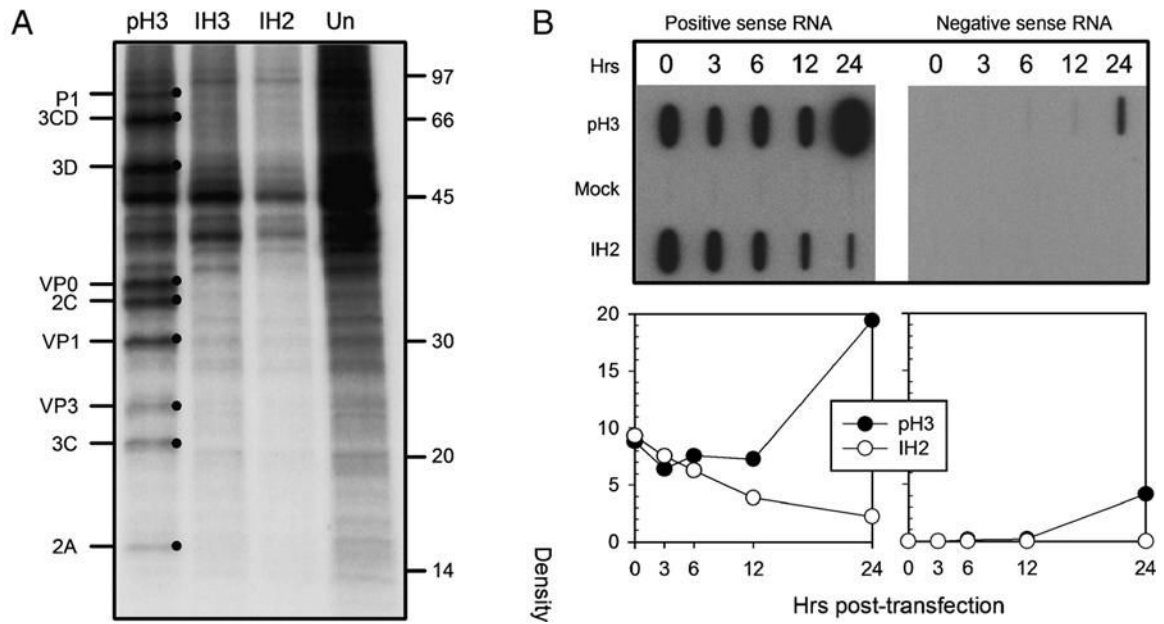 A
pH3 IH3 IH2 Un
P1
3CD
3D
VP0
2C
VP1
VP3
3C
2A
97
66
45
30
20
14
B
Positive sense RNA Negative sense RNA
Hrs 0 3 6 12 24 0 3 6 12 24
pH3
Mock
IH2
Density
20
15
10
5
0
pH3
IH2
0 3 6 12 24 0 3 6 12 24
Hrs post-transfection